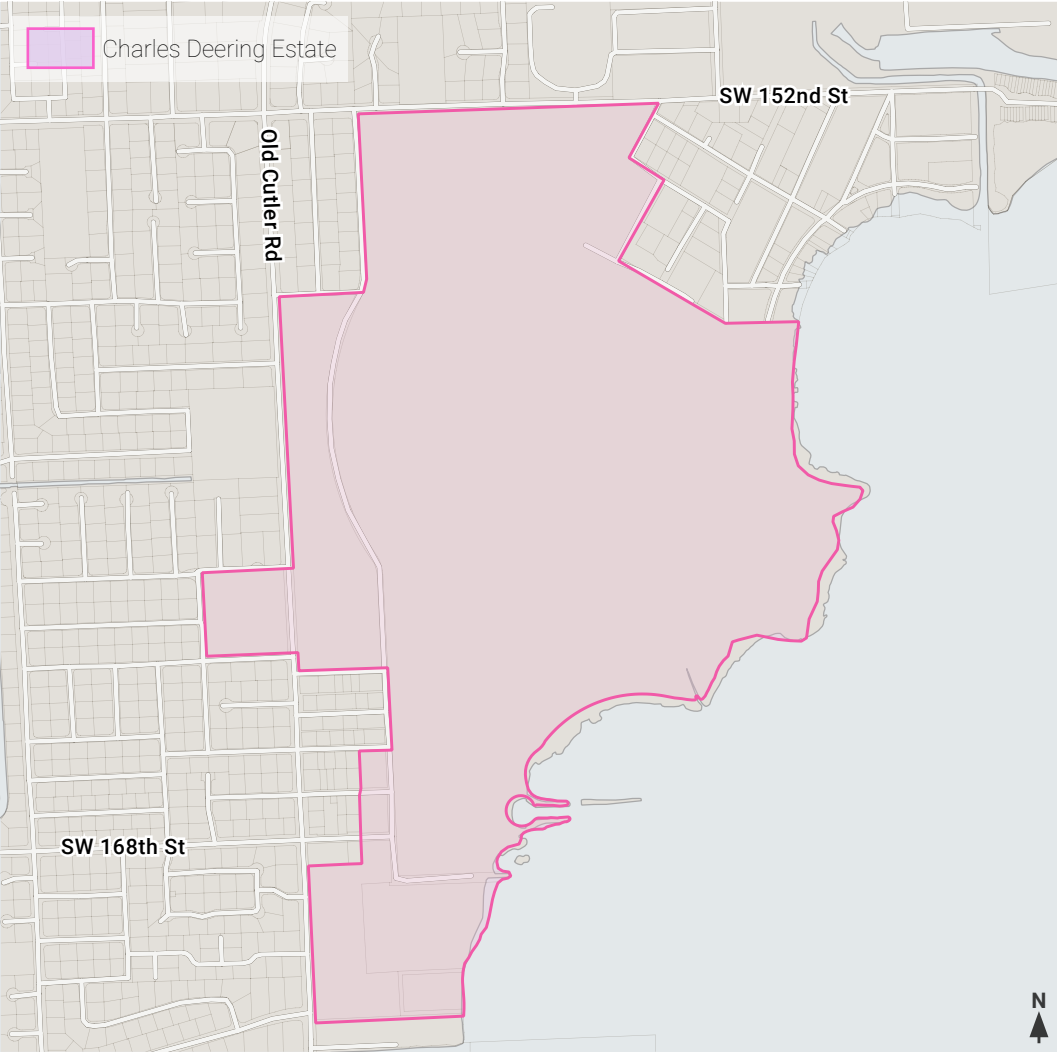 Charles Deering Estate
SW 152nd St
Old Cutler Rd
SW 168th St
N